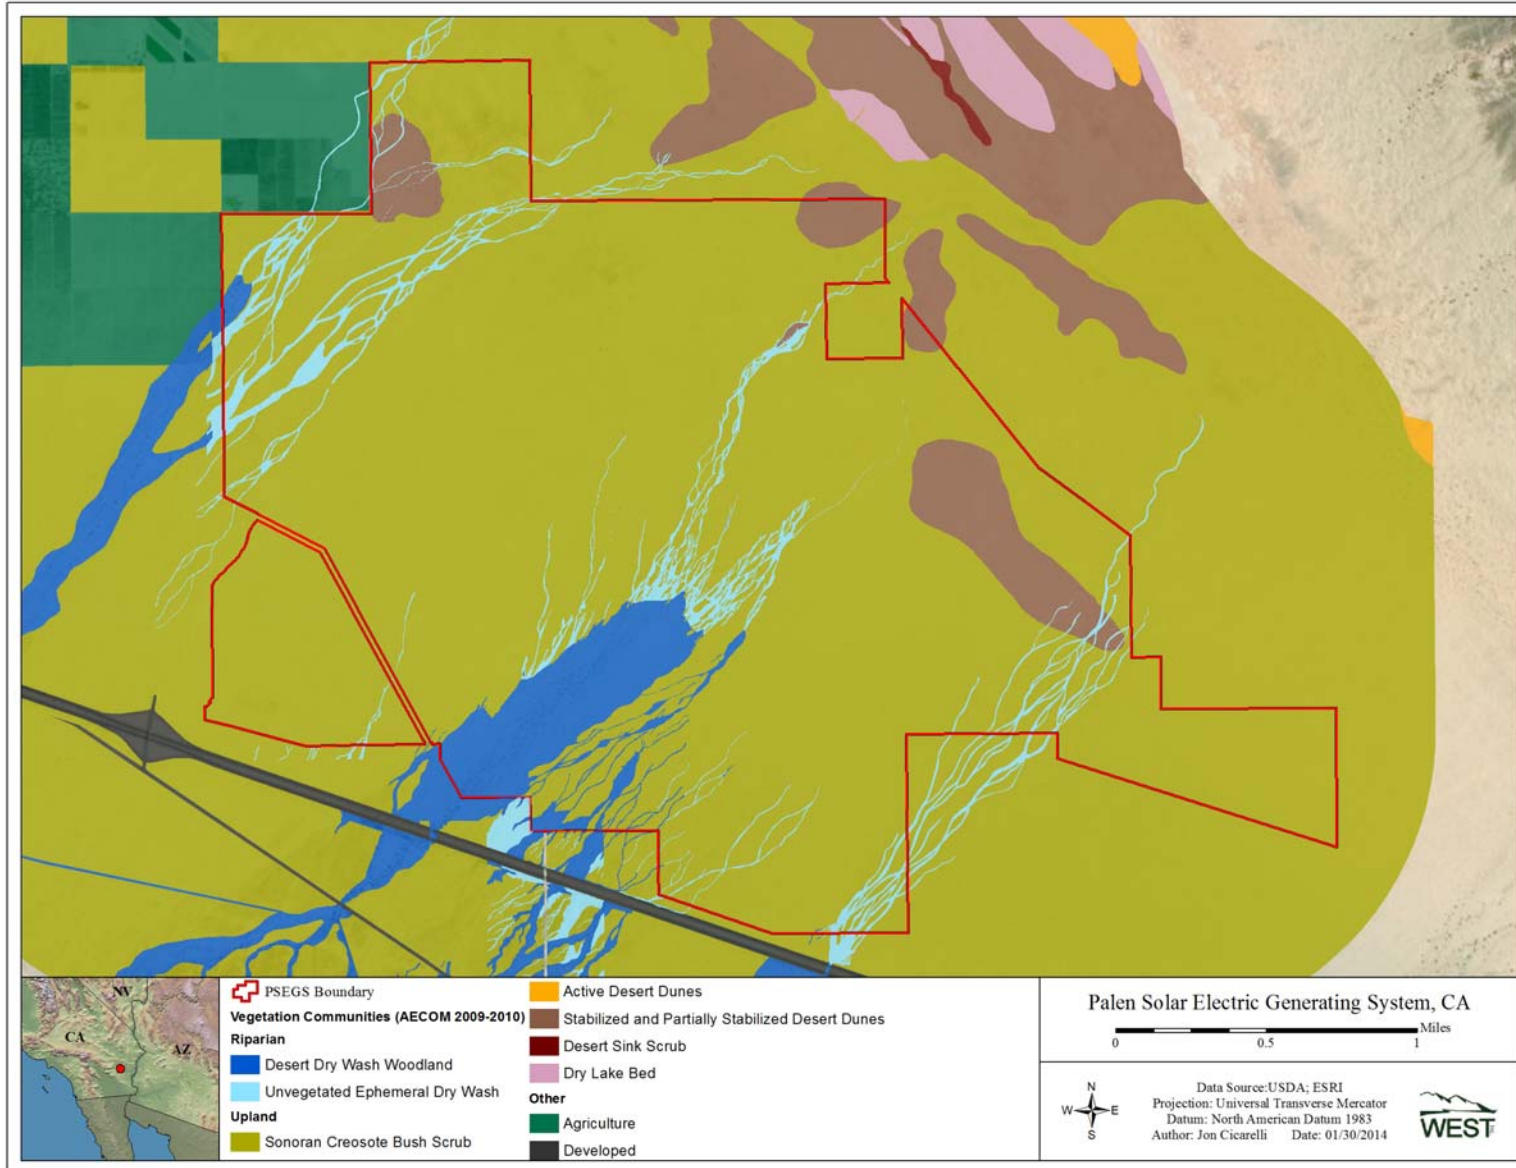 NV
CA
AZ
PSEGS Boundary
Vegetation Communities (AECOM 2009-2010)
Riparian
Desert Dry Wash Woodland
Unvegetated Ephemeral Dry Wash
Upland
Sonoran Creosote Bush Scrub
Active Desert Dunes
Stabilized and Partially Stabilized Desert Dunes
Desert Sink Scrub
Dry Lake Bed
Other
Agriculture
Developed
Palen Solar Electric Generating System, CA
Miles
0 0.5 1
N
W E
S
Data Source:USDA; ESRI
Projection: Universal Transverse Mercator
Datum: North American Datum 1983
Author: Jon Cicarelli Date: 01/30/2014
WEST